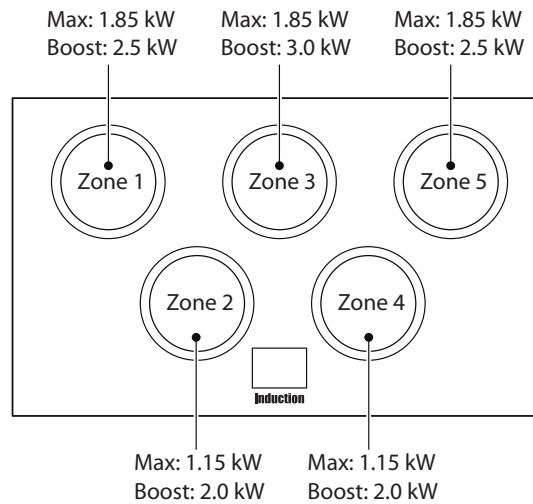 Max: 1.85 kW
Boost: 2.5 kW
Max: 1.85 kW
Boost: 3.0 kW
Max: 1.85 kW
Boost: 2.5 kW
Zone 1
Zone 3
Zone 5
Zone 2
Zone 4
Induction
Max: 1.15 kW
Boost: 2.0 kW
Max: 1.15 kW
Boost: 2.0 kW